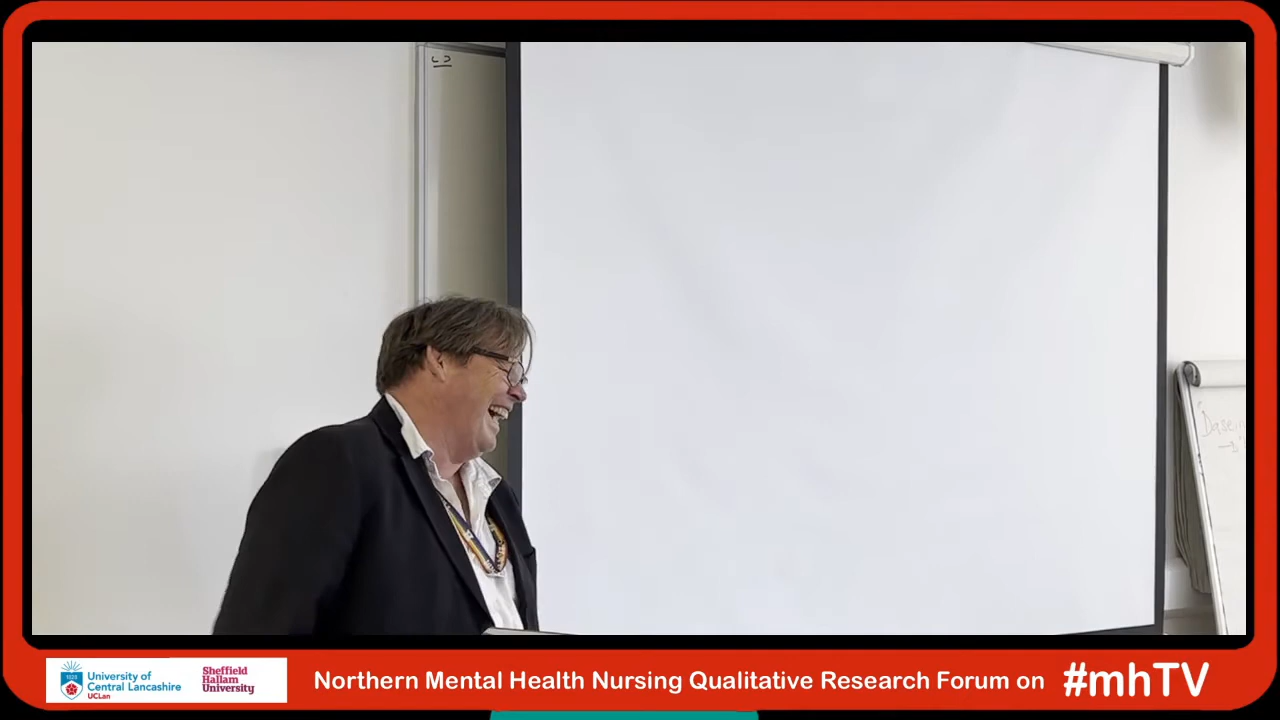 University of
Central Lancashire
UCLan
Sheffield
Hallam
University
Northern Mental Health Nursing Qualitative Research Forum on
#mhTV